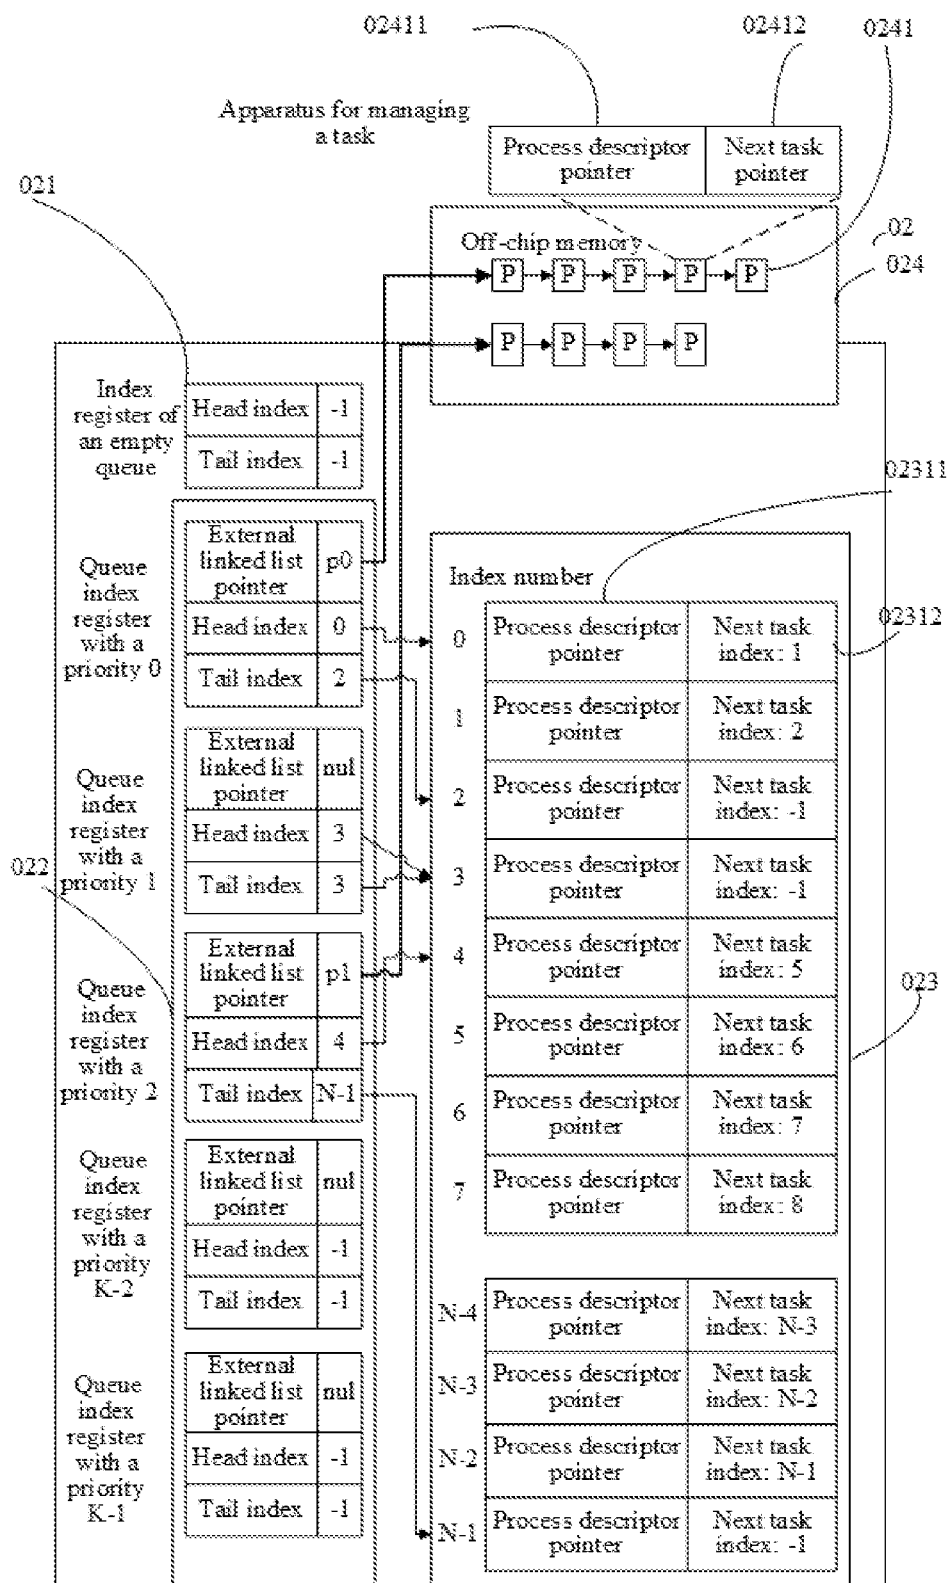 02411
02412
0241
Apparatus for managing
a task
Process descriptor
pointer
Next task
pointer
021
Off-chip memory
02
024
P
P
P
P
P
P
P
P
P
Index
register of
an empty
queue
Head index
-1
Tail index
-1
02311
Queue
index
register
with a
priority 0
External
linked list
pointer
p0
Head index
0
Tail index
2
Index number
02312
0
Process descriptor
pointer
Next task
index: 1
1
Process descriptor
pointer
Next task
index: 2
2
Process descriptor
pointer
Next task
index: -1
3
Process descriptor
pointer
Next task
index: -1
4
Process descriptor
pointer
Next task
index: 5
5
Process descriptor
pointer
Next task
index: 6
6
Process descriptor
pointer
Next task
index: 7
7
Process descriptor
pointer
Next task
index: 8
N-4
Process descriptor
pointer
Next task
index: N-3
N-3
Process descriptor
pointer
Next task
index: N-2
N-2
Process descriptor
pointer
Next task
index: N-1
N-1
Process descriptor
pointer
Next task
index: -1
023
Queue
index
register
with a
priority 1
External
linked list
pointer
nul
Head index
3
Tail index
3
022
Queue
index
register
with a
priority 2
External
linked list
pointer
p1
Head index
4
Tail index
N-1
Queue
index
register
with a
priority
K-2
External
linked list
pointer
nul
Head index
-1
Tail index
-1
Queue
index
register
with a
priority
K-1
External
linked list
pointer
nul
Head index
-1
Tail index
-1